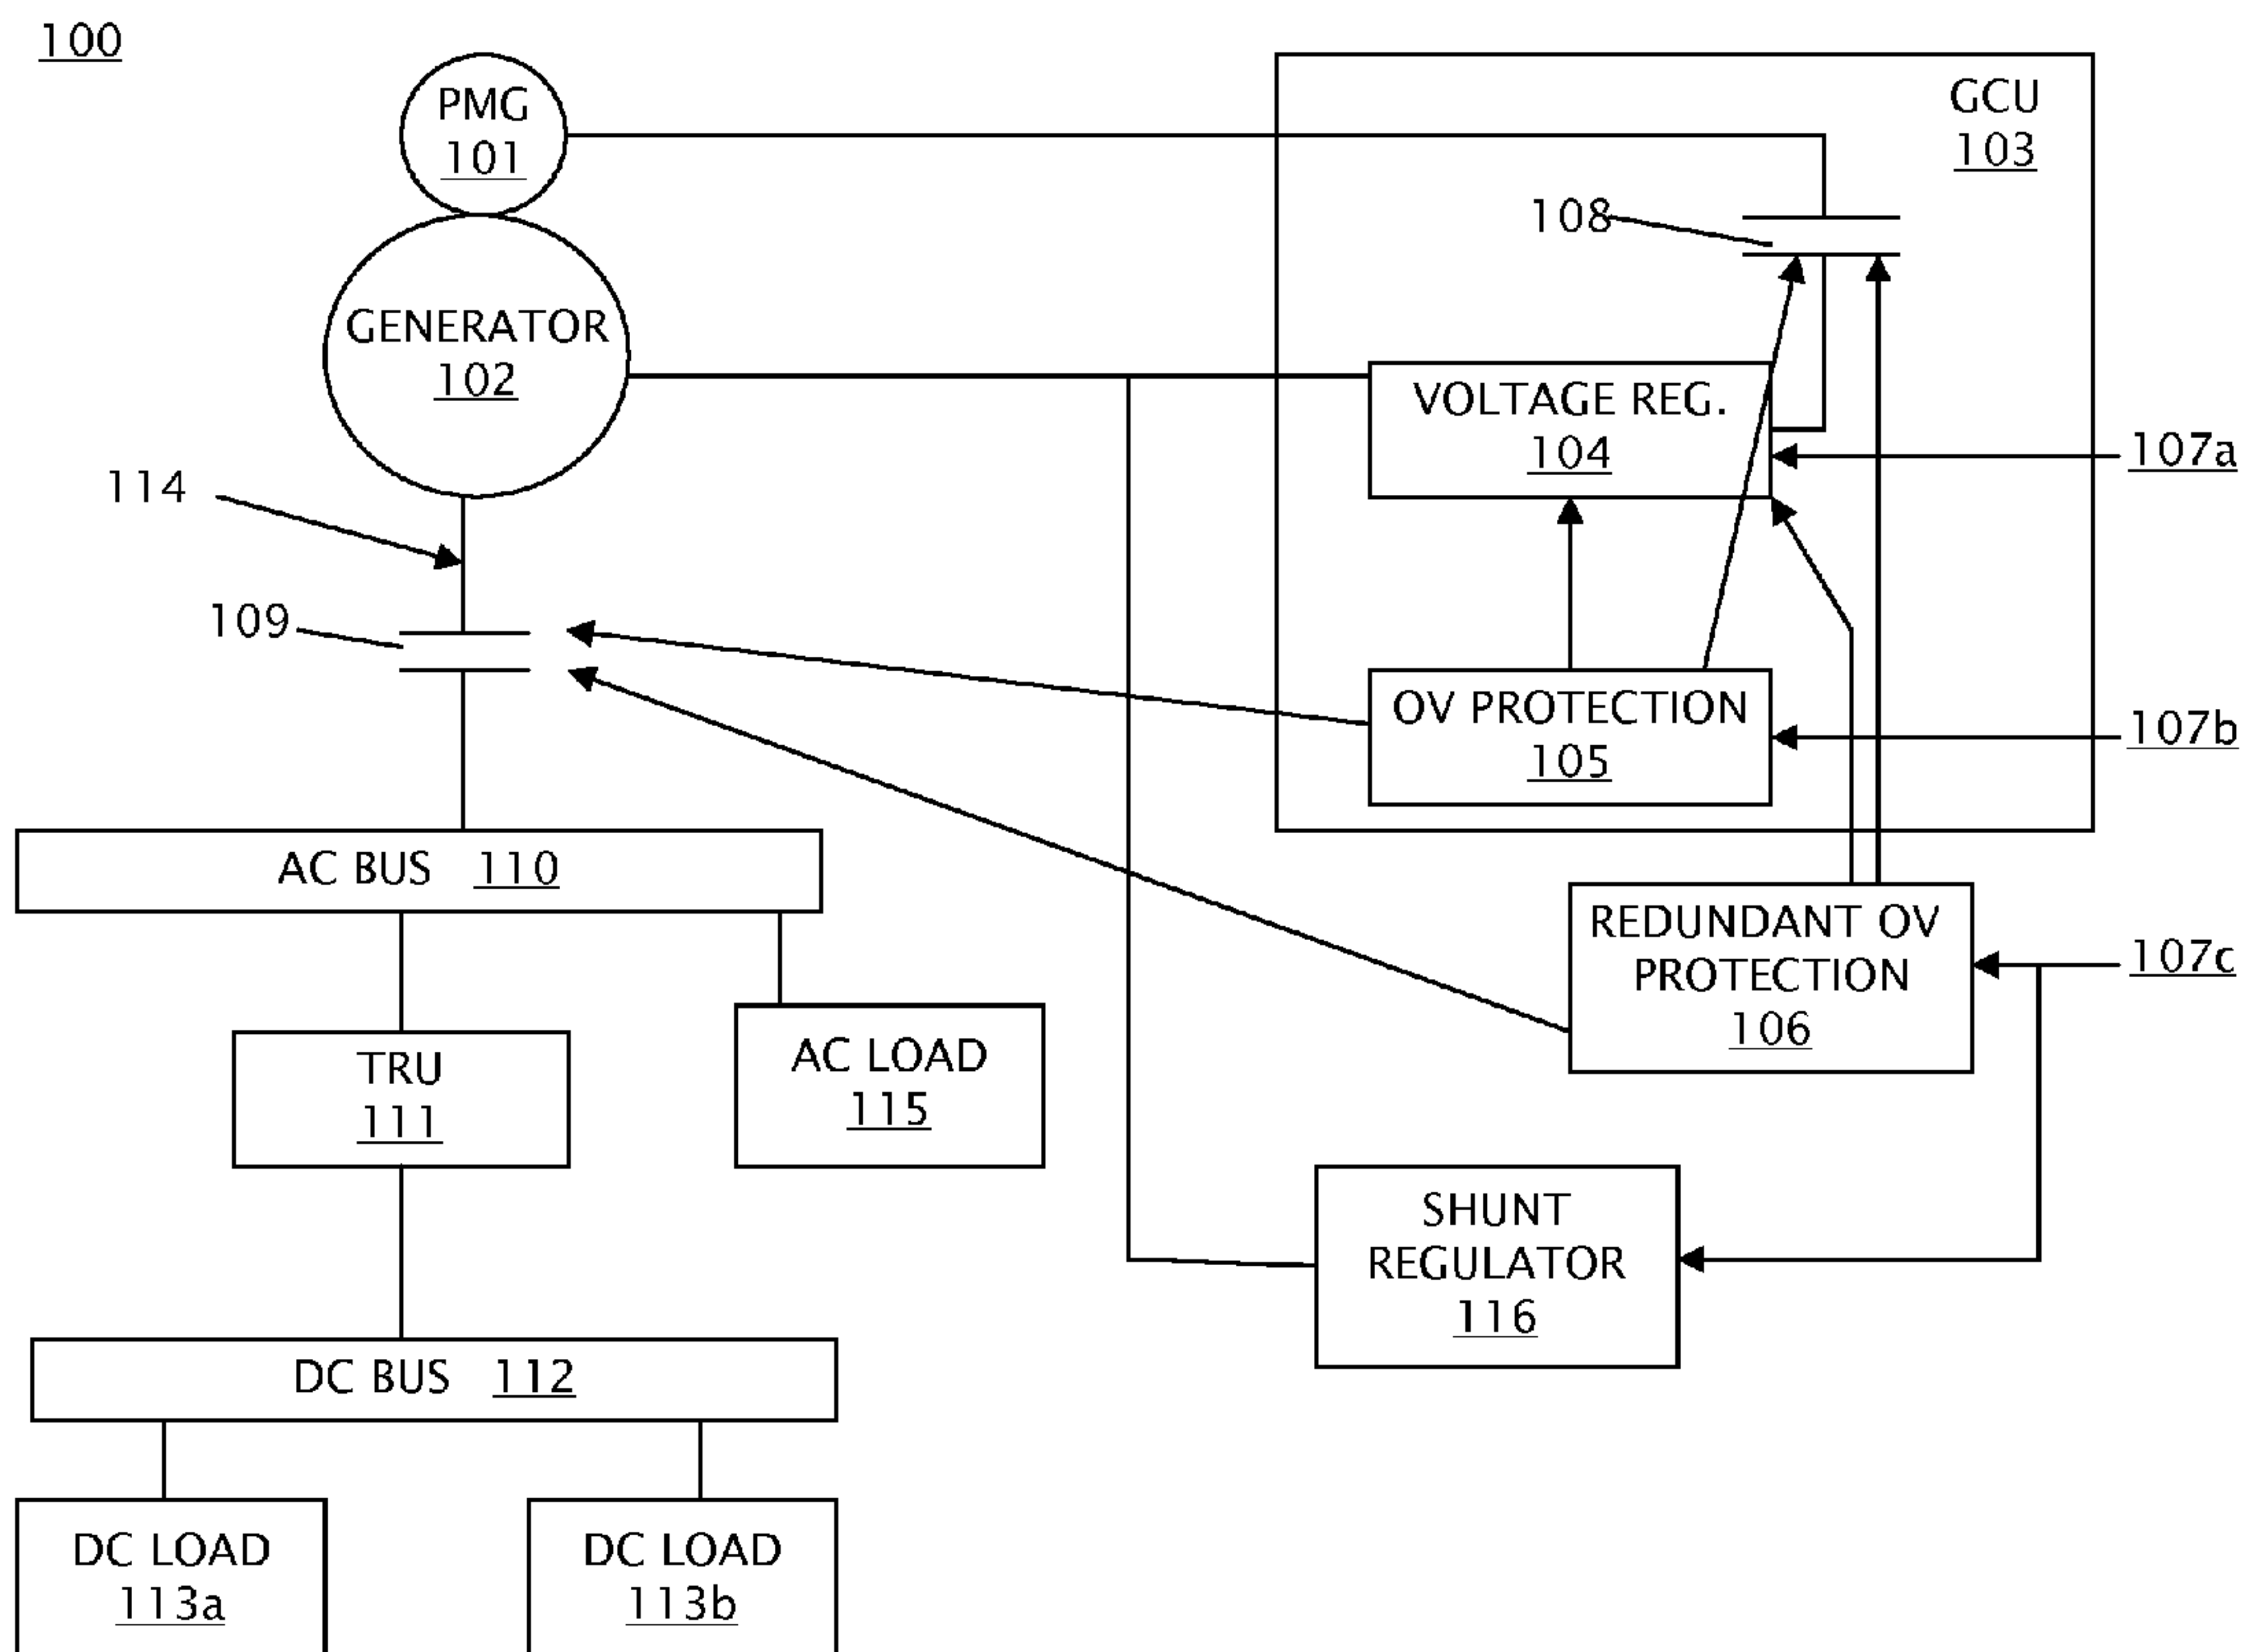 100
PMG
101
GCU
103
108
GENERATOR
102
VOLTAGE REG.
104
107a
114
109
OV PROTECTION
105
107b
AC BUS 110
REDUNDANT OV
PROTECTION
106
107c
TRU
111
AC LOAD
115
SHUNT
REGULATOR
116
DC BUS 112
DC LOAD
113a
DC LOAD
113b